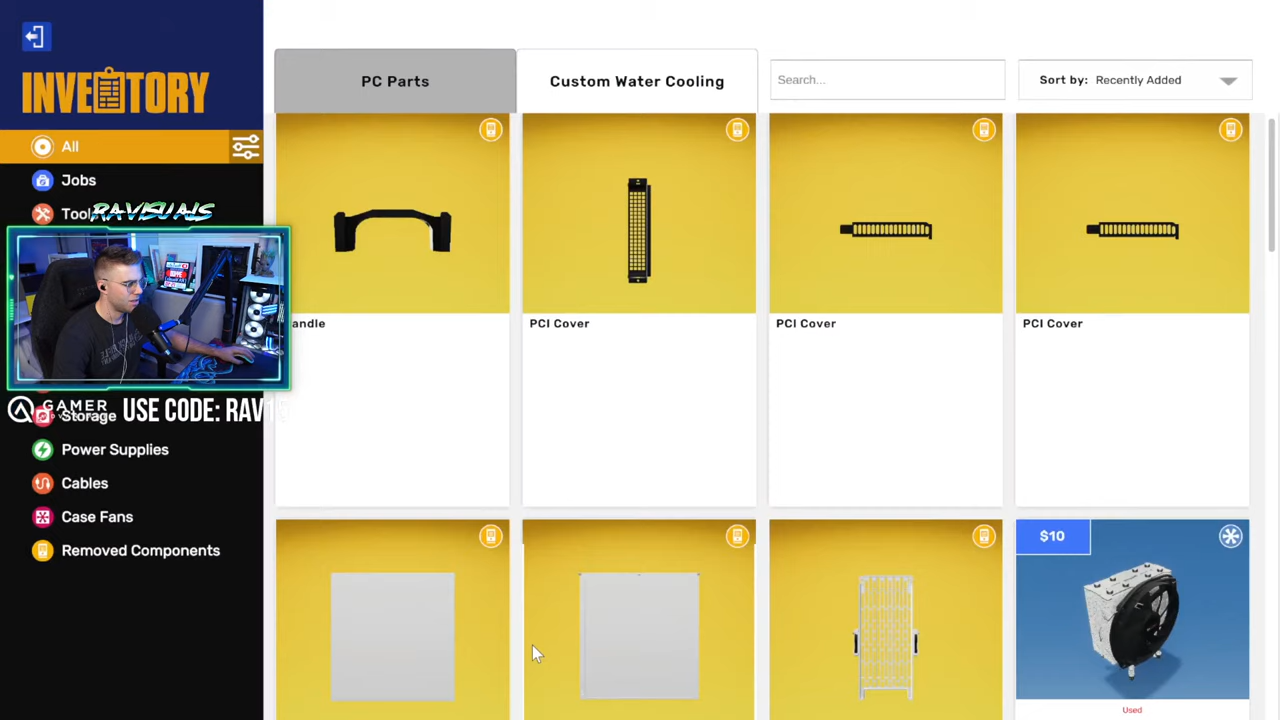 INVENTORY
PC Parts
Custom Water Cooling
Search...
Sort by: Recently Added
All
Jobs
Tool
RAVISUALS
andle
PCI Cover
PCI Cover
PCI Cover
GAMER
USE CODE: RAV1
Storage
Power Supplies
Cables
Case Fans
Removed Components
$10
Used